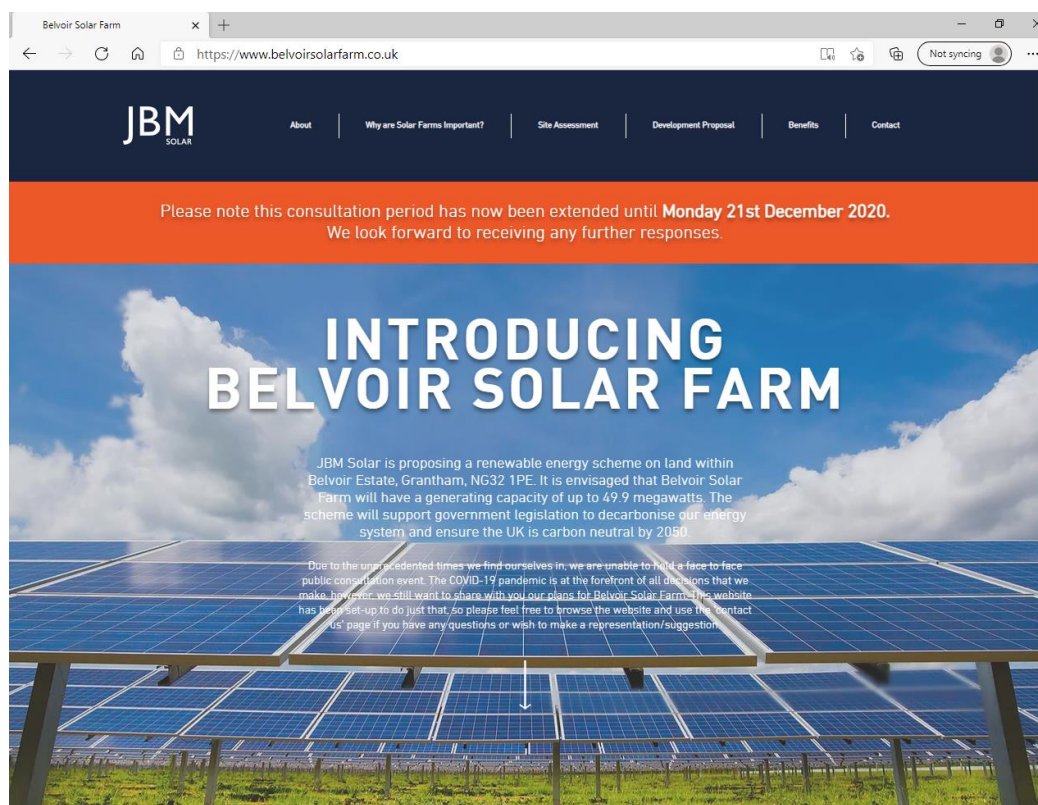 Belvoir Solar Farm
https://www.belvoirsolarfarm.co.uk
Not syncing
JBM
SOLAR
About
Why are Solar Farms Important?
Site Assessment
Development Proposal
Benefits
Contact
Please note this consultation period has now been extended until Monday 21st December 2020.
We look forward to receiving any further responses.
INTRODUCING
BELVOIR SOLAR FARM
JBM Solar is proposing a renewable energy scheme on land within
Belvoir Estate, Grantham, NG32 1PE. It is envisaged that Belvoir Solar
Farm will have a generating capacity of up to 49.9 megawatts. The
scheme will support government legislation to decarbonise our energy
system and ensure the UK is carbon neutral by 2050.
Due to the unprecedented times we find ourselves in, we are unable to hold a face to face
public consultation event. The COVID-19 pandemic is at the forefront of all decisions that we
make, however, we still want to share with you our plans for Belvoir Solar Farm. This website
has been set-up to do just that, so please feel free to browse the website and use the 'contact
us' page if you have any questions or wish to make a representation/suggestion.